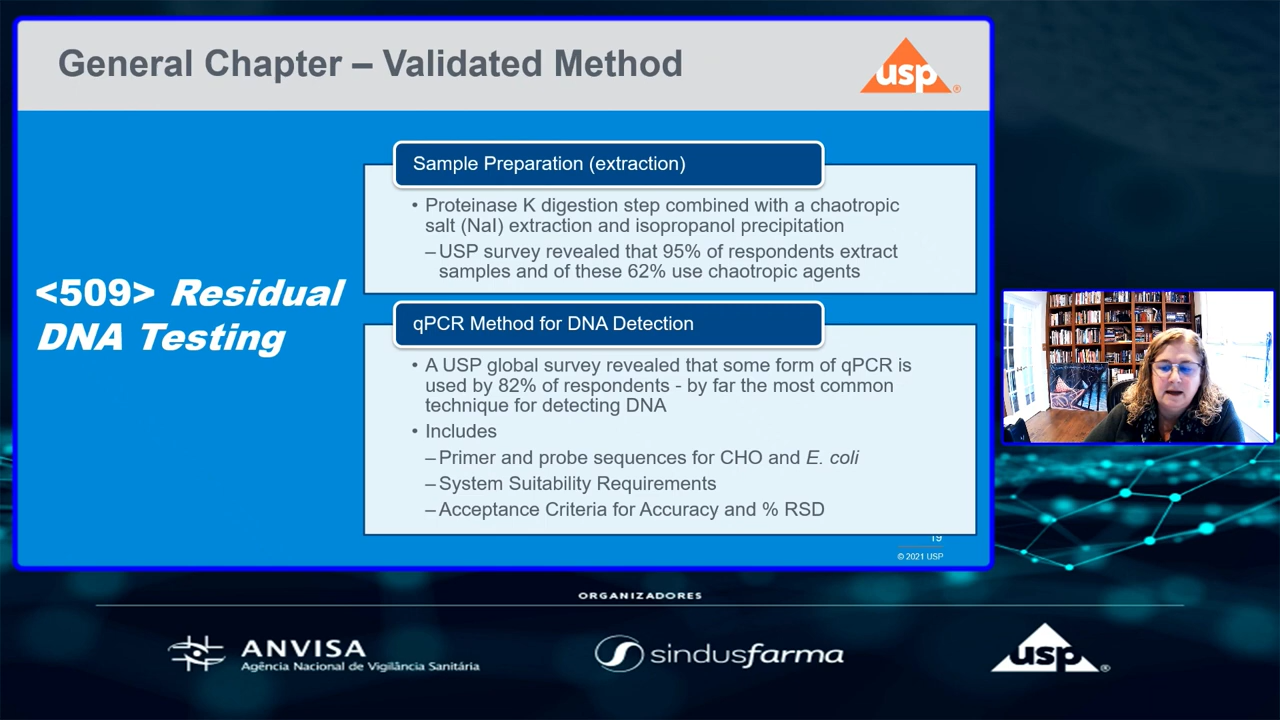 General Chapter – Validated Method
usp®
Sample Preparation (extraction)
• Proteinase K digestion step combined with a chaotropic
salt (NaI) extraction and isopropanol precipitation
– USP survey revealed that 95% of respondents extract
samples and of these 62% use chaotropic agents
<509> Residual
DNA Testing
qPCR Method for DNA Detection
• A USP global survey revealed that some form of qPCR is
used by 82% of respondents - by far the most common
technique for detecting DNA
• Includes
– Primer and probe sequences for CHO and E. coli
– System Suitability Requirements
– Acceptance Criteria for Accuracy and % RSD
19
© 2021 USP
ORGANIZADORES
ANVISA
Agência Nacional de Vigilância Sanitária
sindusfarma
usp®